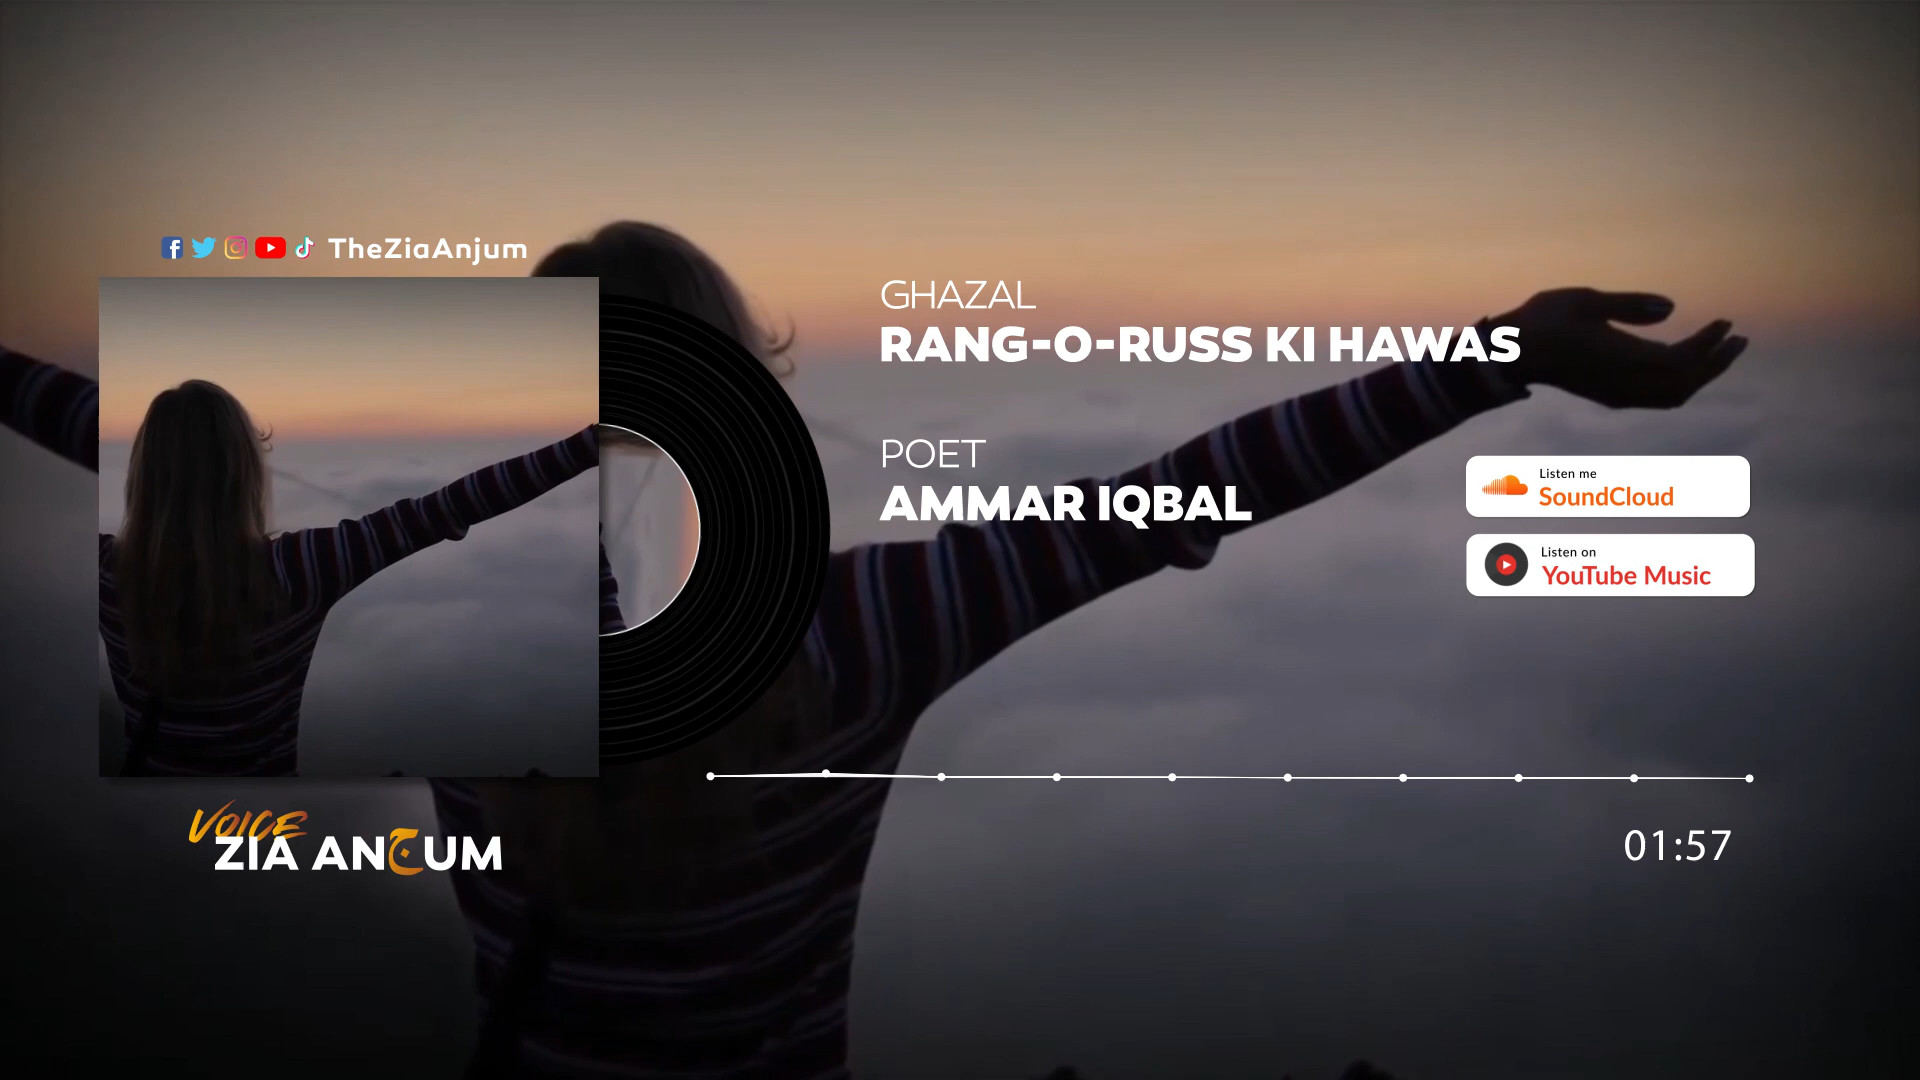 TheZiaAnjum
GHAZAL
RANG-O-RUSS KI HAWAS
POET
AMMAR IQBAL
Listen me
SoundCloud
Listen on
YouTube Music
VOICE
ZIA ANجUM
01:57